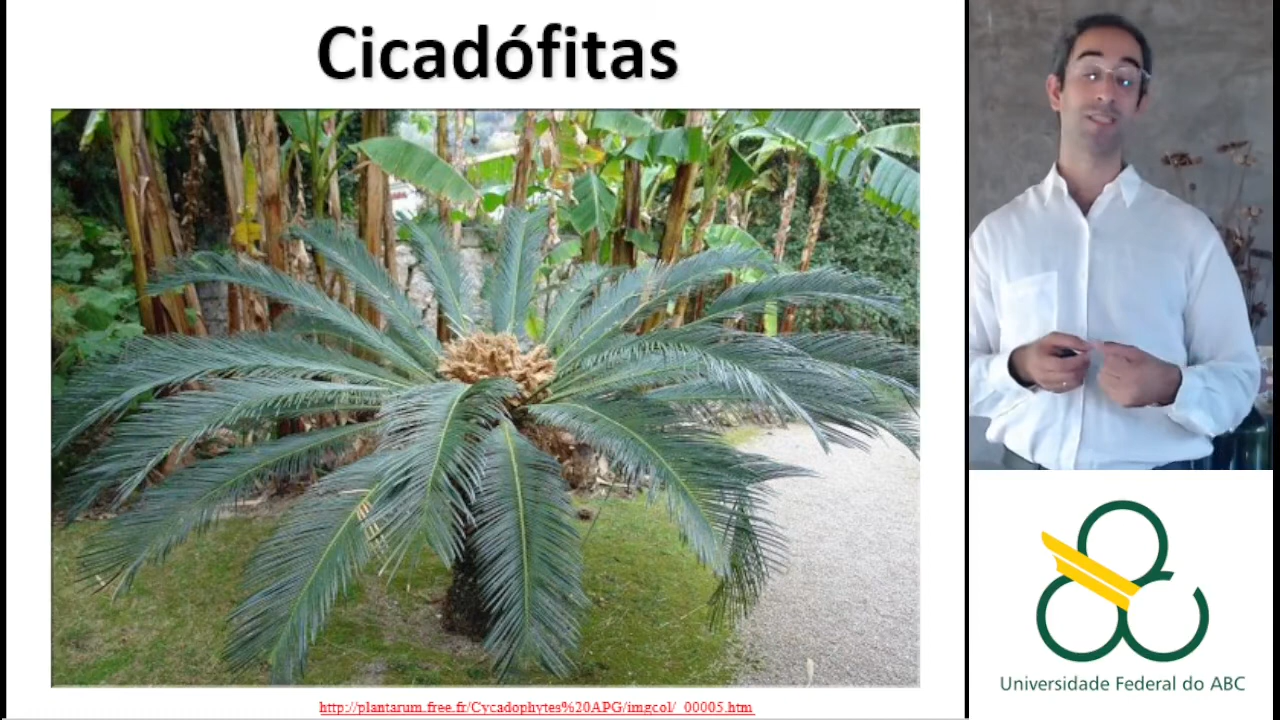 Cicadófitas
http://plantarum.free.fr/Cycadophytes%20APG/imgcol/_00005.htm
Universidade Federal do ABC